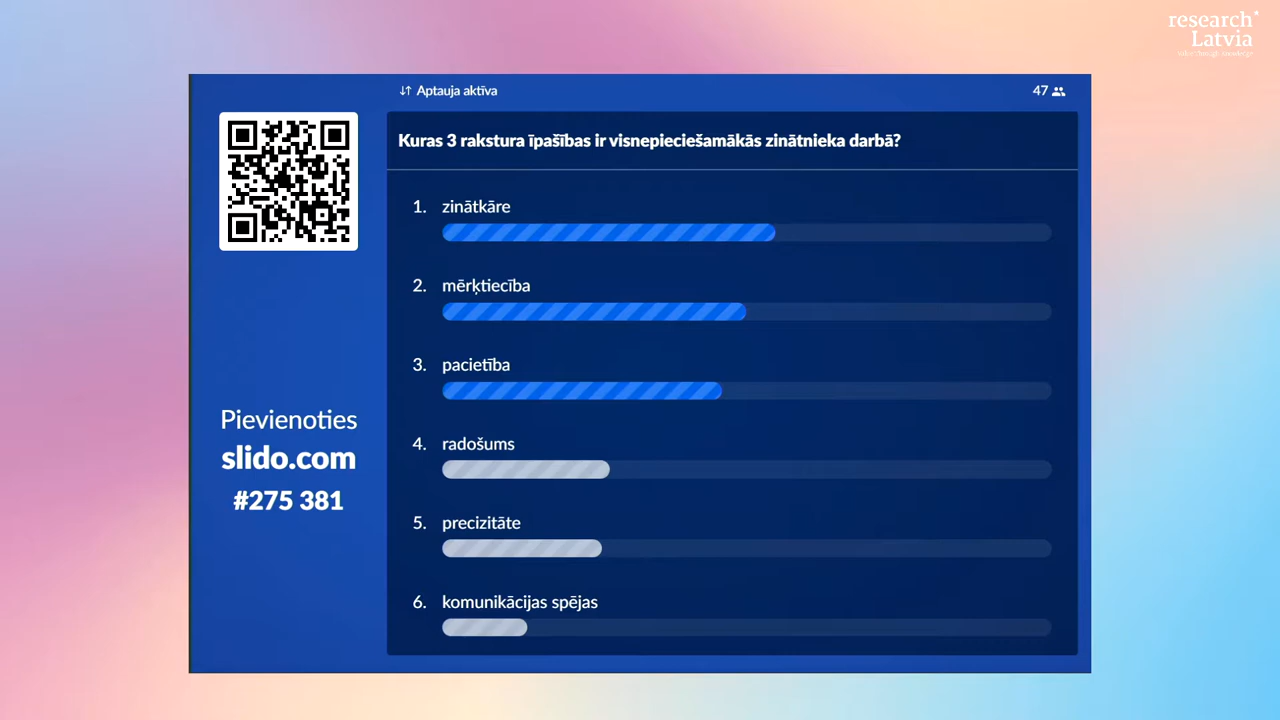 research*
Latvia
Aptauja aktīva
47
Kuras 3 rakstura īpašības ir visnepieciešamākās zinātnieka darbā?
1. zinātkāre
2. mērķtiecība
3. pacietība
4. radošums
5. precizitāte
6. komunikācijas spējas
Pievienoties
slido.com
#275 381